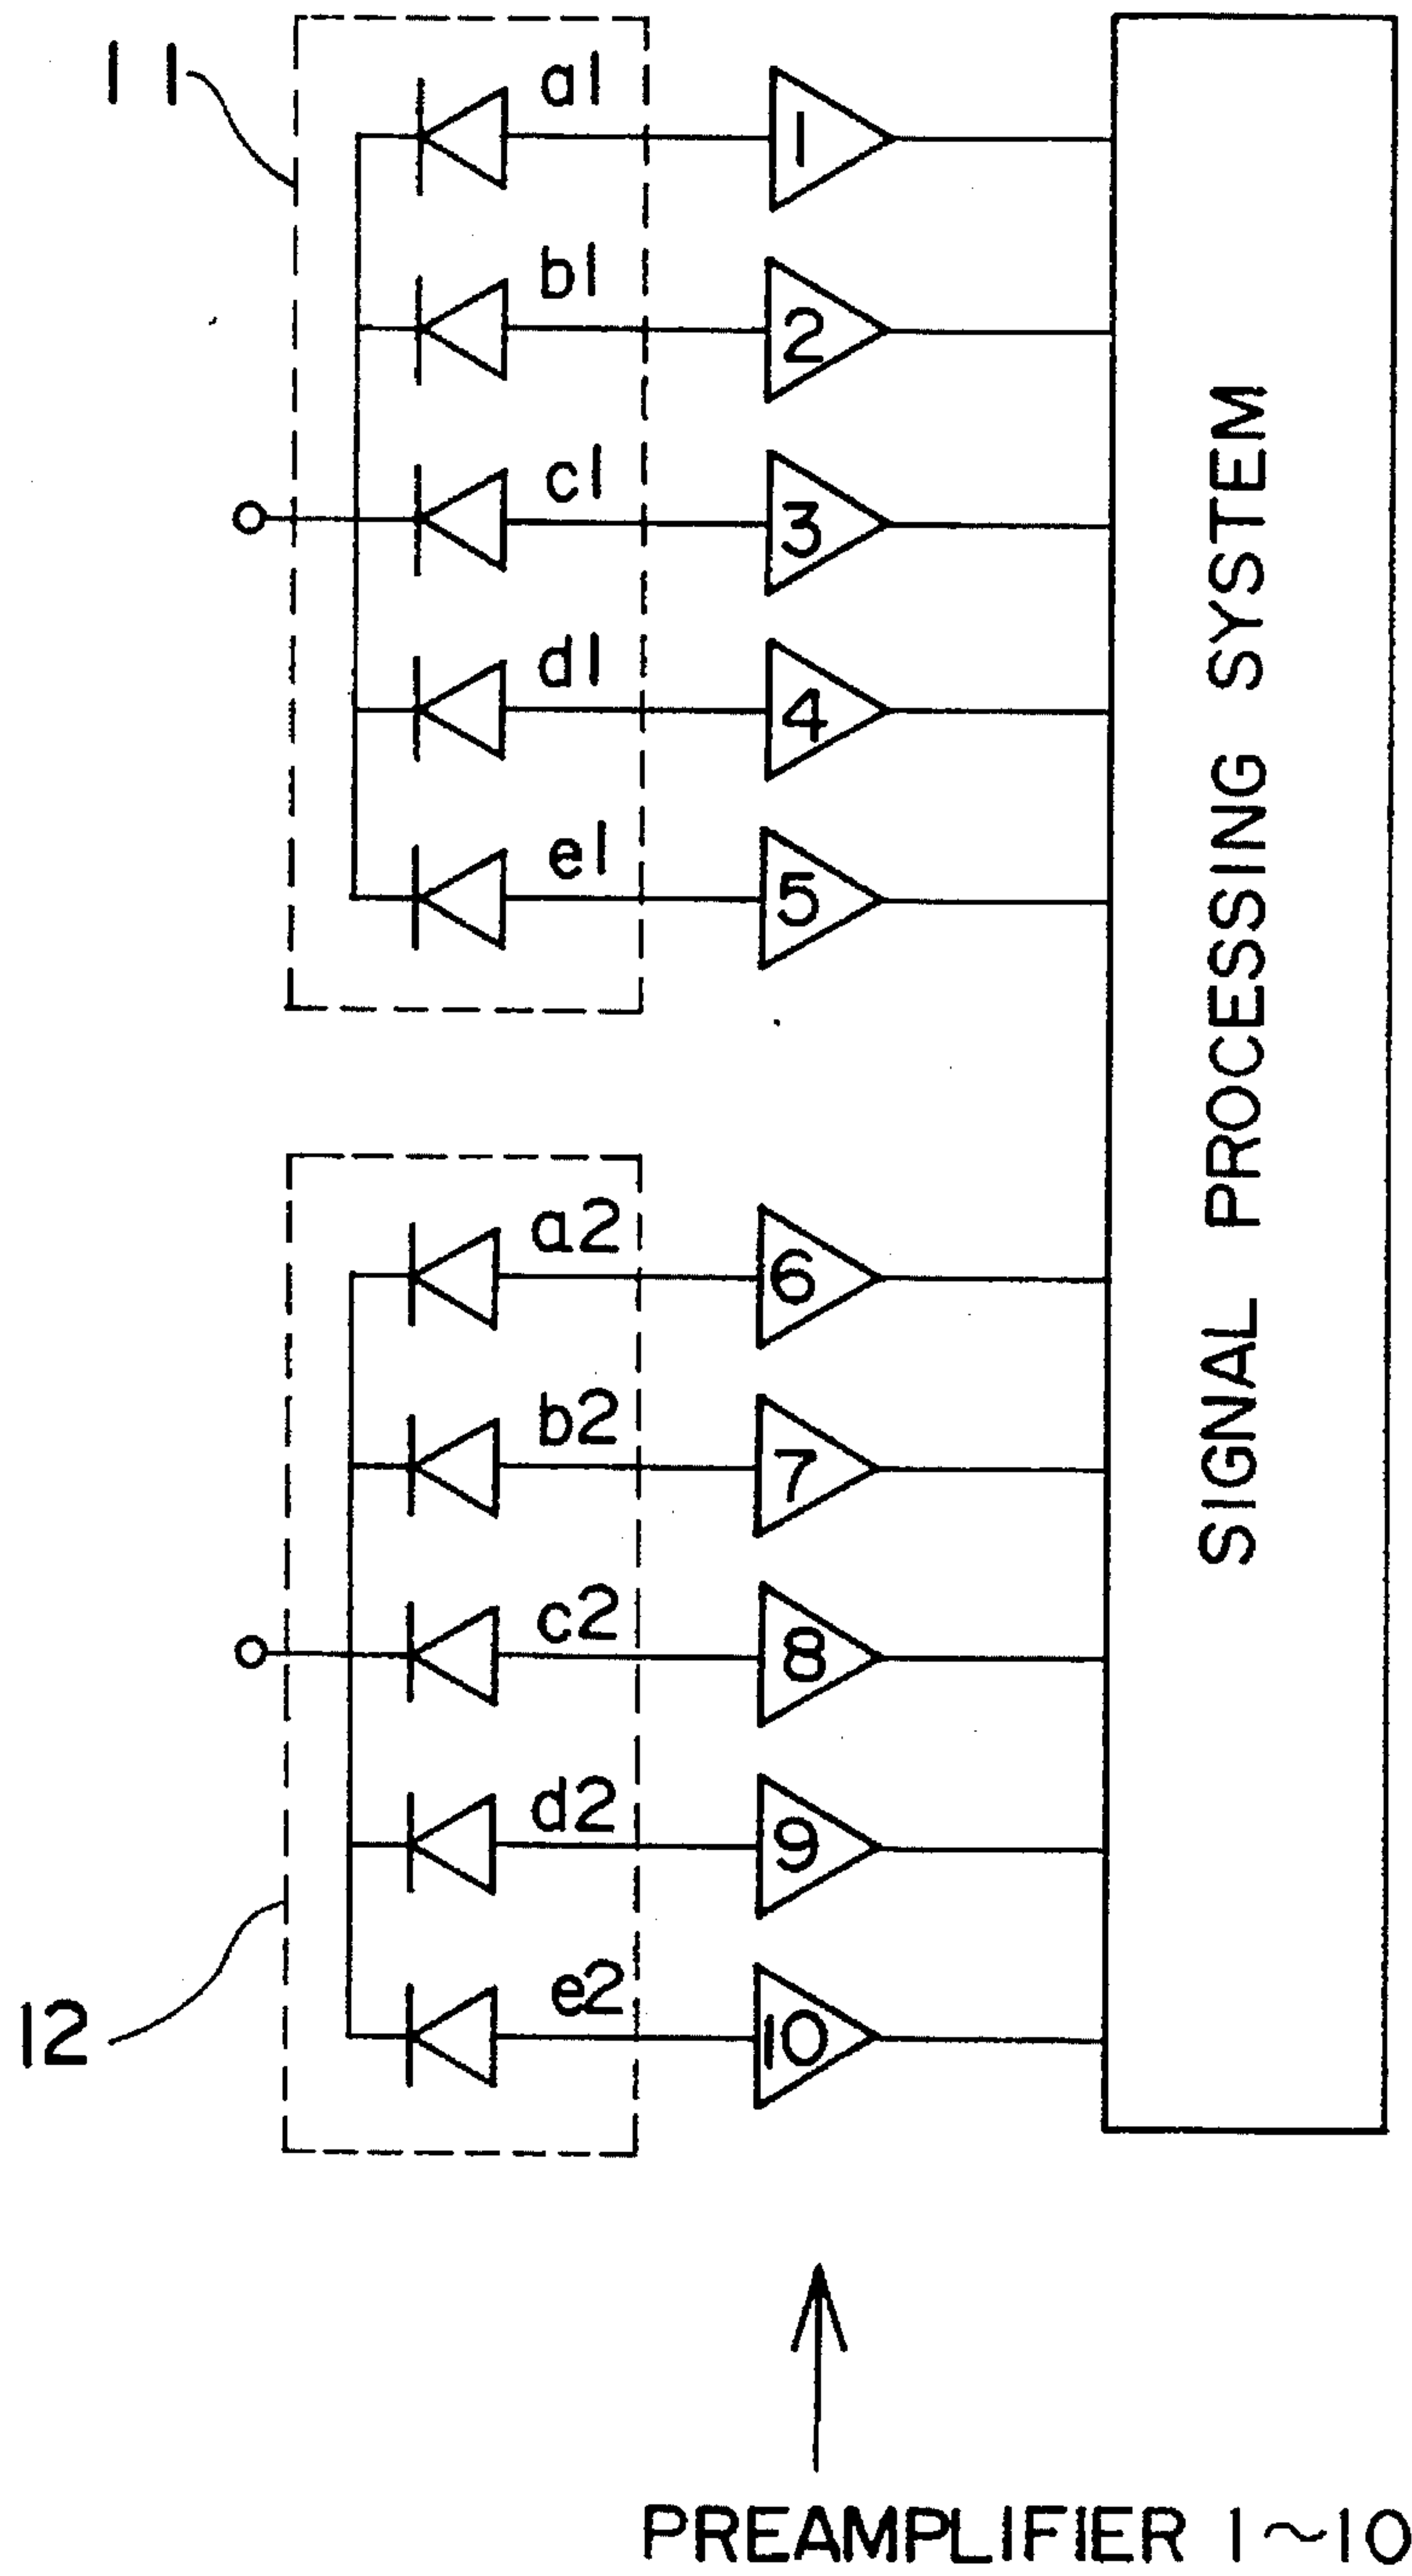 11
a1
1
b1
2
c1
3
d1
4
e1
5
SIGNAL PROCESSING SYSTEM
a2
6
b2
7
c2
8
d2
9
e2
10
12
PREAMPLIFIER 1~10